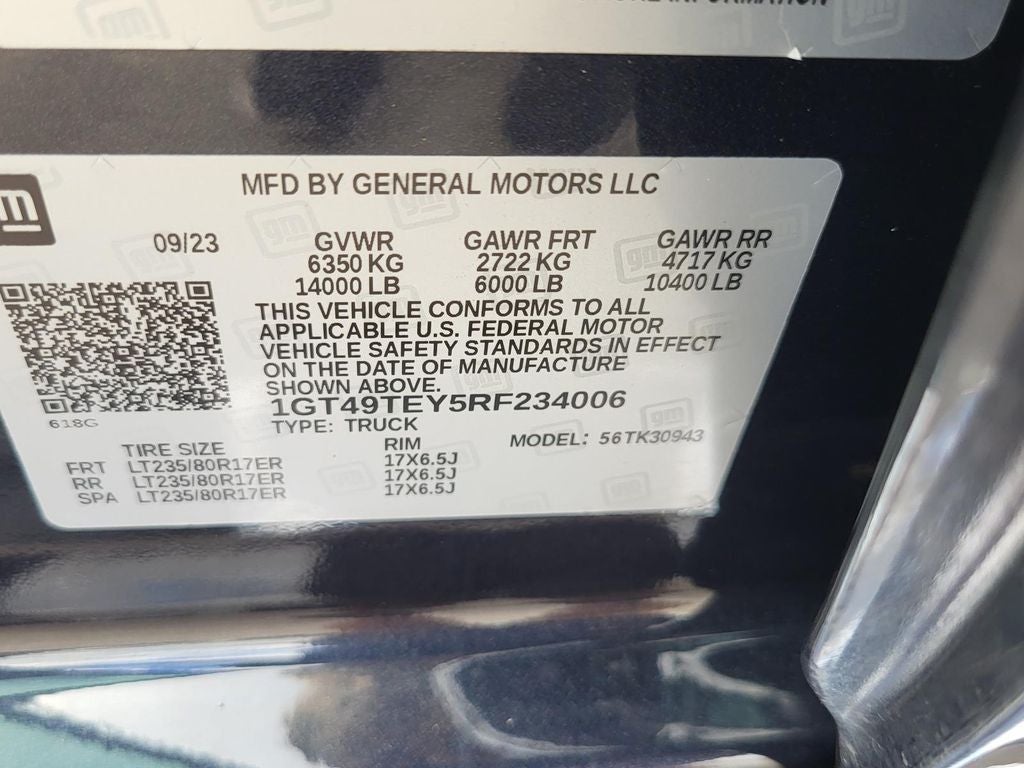 INFORMATION
gm
MFD BY GENERAL MOTORS LLC
09/23 GVWR GAWR FRT GAWR RR
6350 KG 2722 KG 4717 KG
14000 LB 6000 LB 10400 LB
THIS VEHICLE CONFORMS TO ALL
APPLICABLE U.S. FEDERAL MOTOR
VEHICLE SAFETY STANDARDS IN EFFECT
ON THE DATE OF MANUFACTURE
SHOWN ABOVE.
1GT49TEY5RF234006
618G
TYPE: TRUCK
TIRE SIZE RIM MODEL: 56TK30943
FRT LT235/80R17ER 17X6.5J
RR LT235/80R17ER 17X6.5J
SPA LT235/80R17ER 17X6.5J